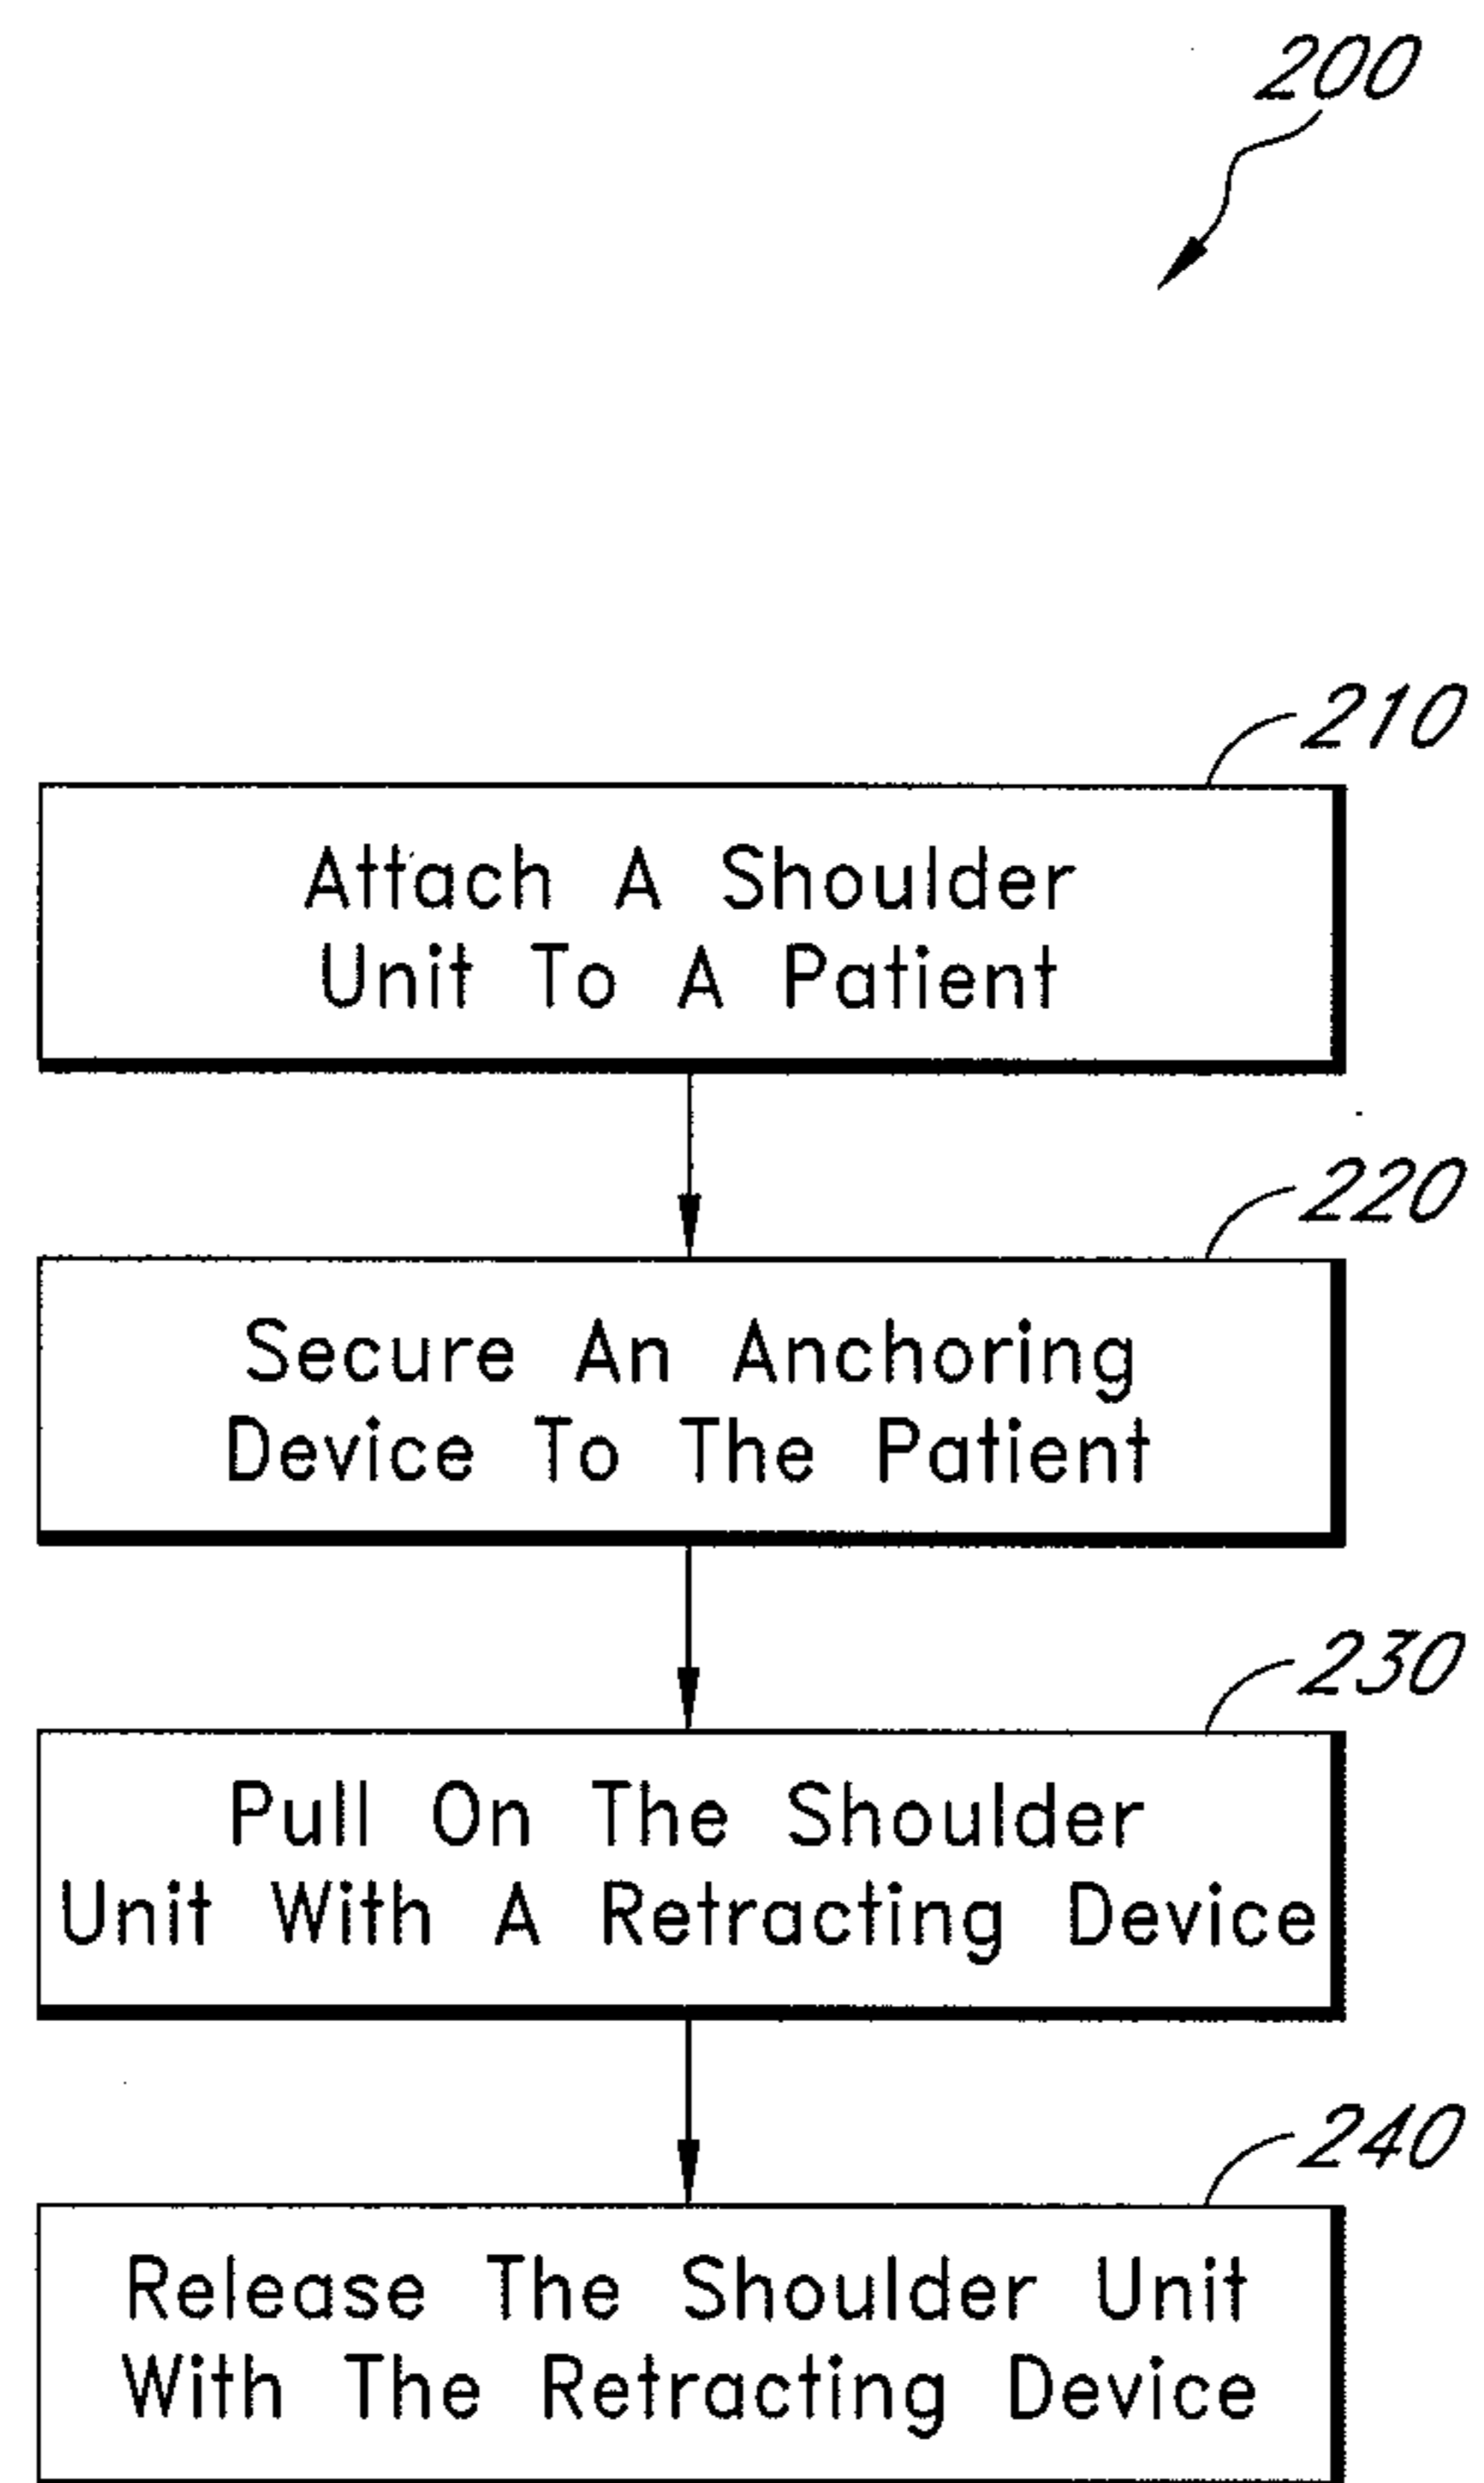 200
210
Attach A Shoulder
Unit To A Patient
220
Secure An Anchoring
Device To The Patient
230
Pull On The Shoulder
Unit With A Retracting Device
240
Release The Shoulder Unit
With The Retracting Device